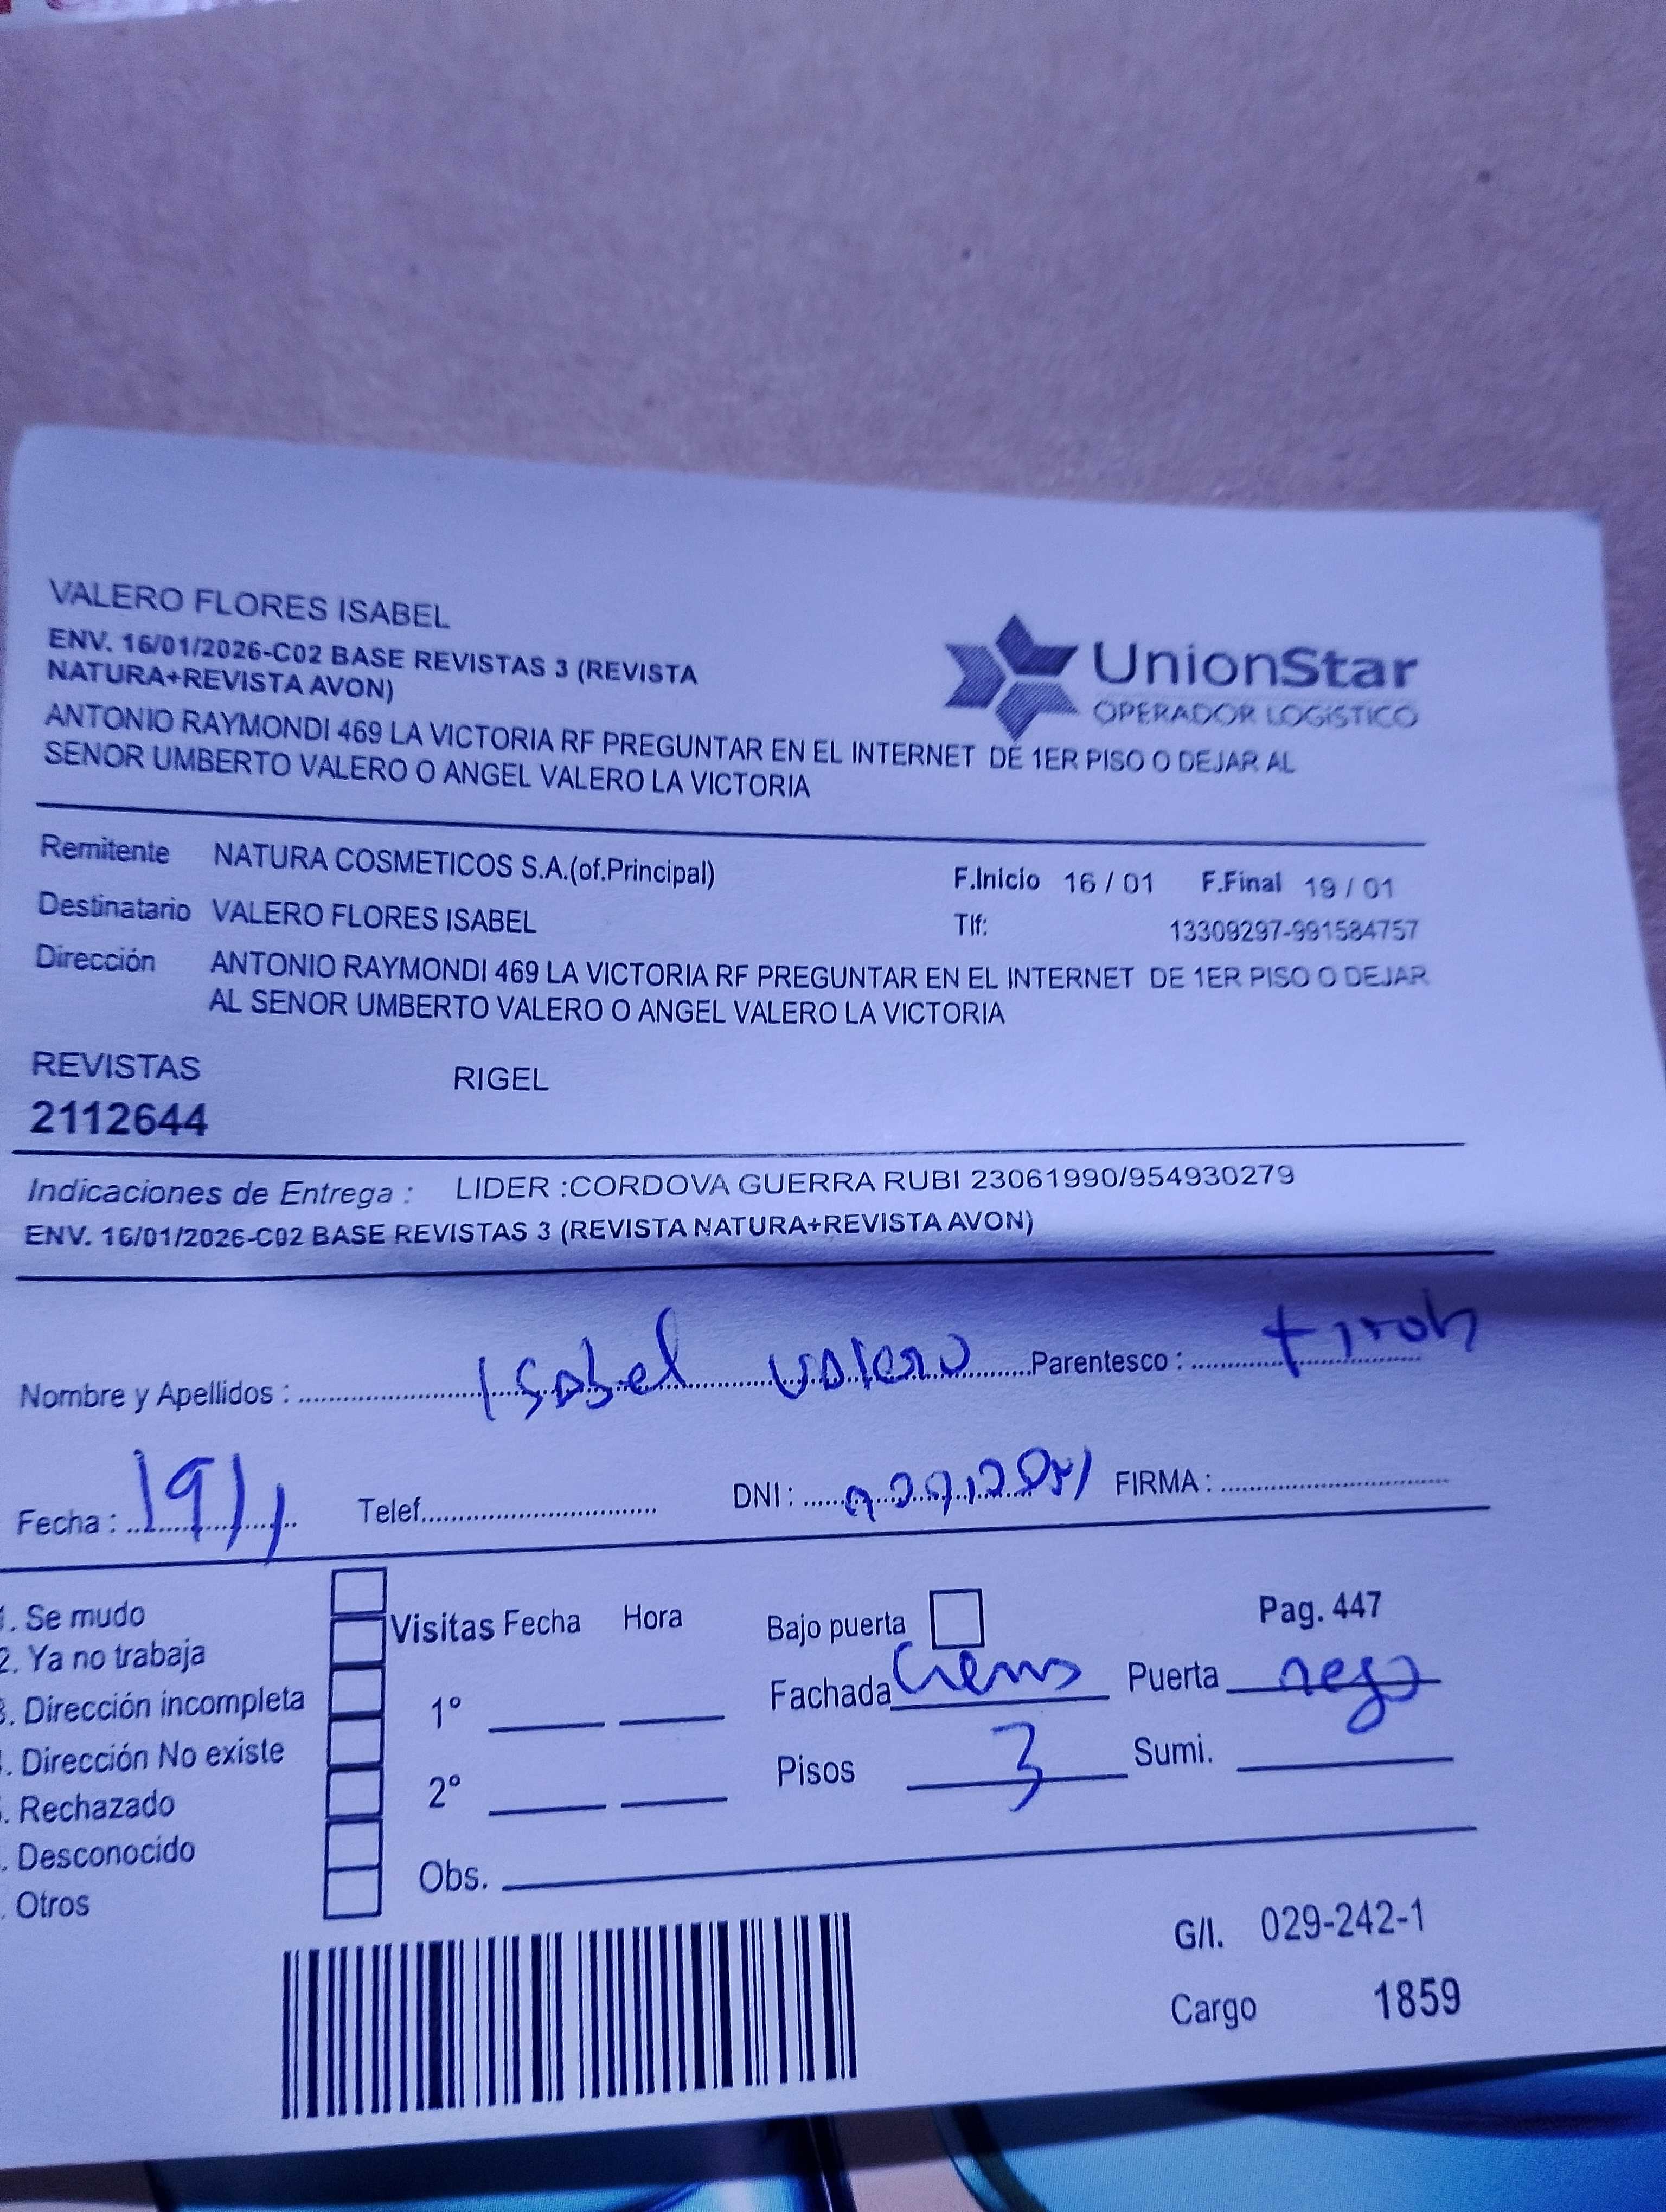 VALERO FLORES ISABEL
ENV. 16/01/2026-C02 BASE REVISTAS 3 (REVISTA
NATURA+REVISTA AVON)
UnionStar
OPERADOR LOGÍSTICO
ANTONIO RAYMONDI 469 LA VICTORIA RF PREGUNTAR EN EL INTERNET DE 1ER PISO O DEJAR AL
SENOR UMBERTO VALERO O ANGEL VALERO LA VICTORIA
Remitente NATURA COSMETICOS S.A.(of.Principal) F.Inicio 16 / 01 F.Final 19 / 01
Destinatario VALERO FLORES ISABEL Tlf: 13309297-991584757
Dirección ANTONIO RAYMONDI 469 LA VICTORIA RF PREGUNTAR EN EL INTERNET DE 1ER PISO O DEJAR
AL SENOR UMBERTO VALERO O ANGEL VALERO LA VICTORIA
REVISTAS RIGEL
2112644
Indicaciones de Entrega : LIDER :CORDOVA GUERRA RUBI 23061990/954930279
ENV. 16/01/2026-C02 BASE REVISTAS 3 (REVISTA NATURA+REVISTA AVON)
Nombre y Apellidos : Isabel Valero Parentesco :
Fecha : 19/1 Telef. DNI : FIRMA :
1. Se mudo
2. Ya no trabaja
3. Dirección incompleta
. Dirección No existe
. Rechazado
. Desconocido
. Otros
Visitas Fecha Hora
1º
2º
Obs.
Bajo puerta Pag. 447
Fachada Crema Puerta negr
Pisos 3 Sumi.
G/I. 029-242-1
Cargo 1859